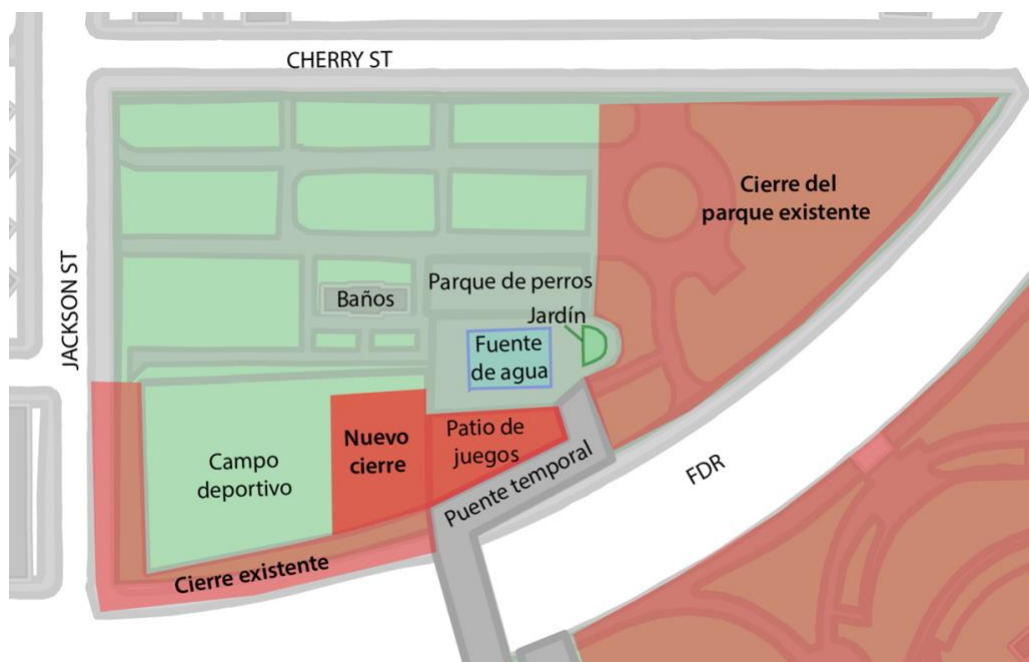 CHERRY ST
JACKSON ST
Cierre del
parque existente
Parque de perros
Baños
Jardín
Fuente
de agua
Nuevo
cierre
Patio de
juegos
Campo
deportivo
Puente temporal
FDR
Cierre existente